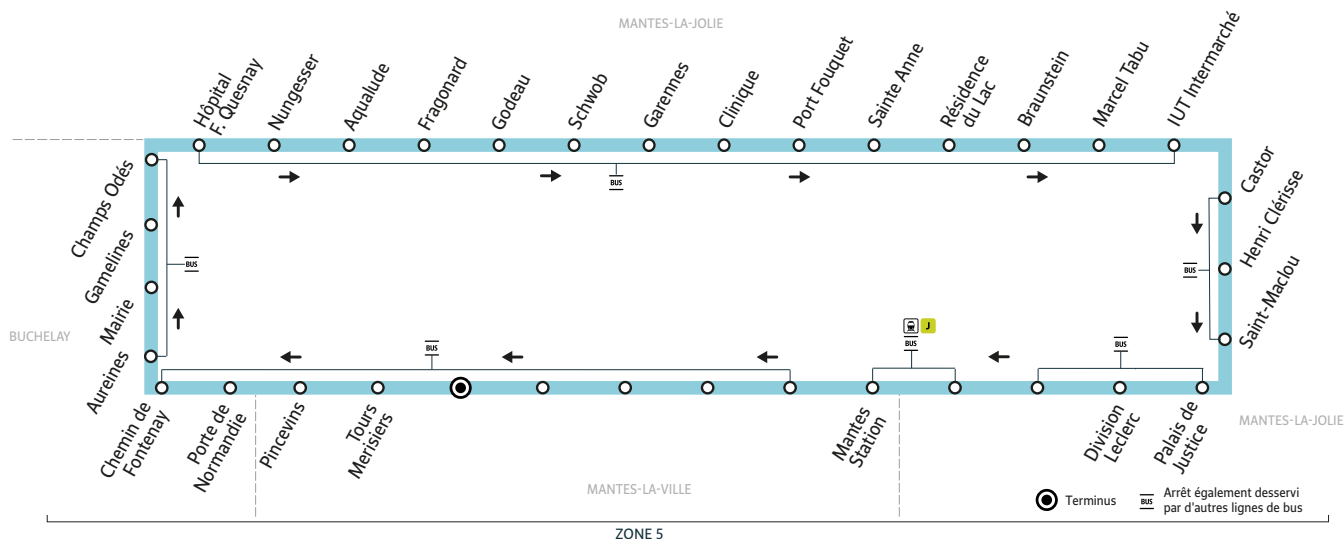 MANTES-LA-JOLIE
Hôpital
F. Quesnay
Nungesser
Aqualude
Fragonard
Godeau
Schwob
Garennes
Clinique
Port Fouquet
Sainte Anne
Résidence
du Lac
Braunstein
Marcel Tabu
IUT Intermarché
BUS
Champs Odés
Gamelines
Mairie
Aureines
BUS
BUCHELAY
Castor
Henri Clérisse
Saint-Maclou
BUS
BUS
J
BUS
BUS
Chemin de
Fontenay
Porte de
Normandie
Pincevins
Tours
Merisiers
Mantes
Station
Division
Leclerc
Palais de
Justice
MANTES-LA-JOLIE
MANTES-LA-VILLE
Terminus
BUS
Arrêt également desservi
par d'autres lignes de bus
ZONE 5